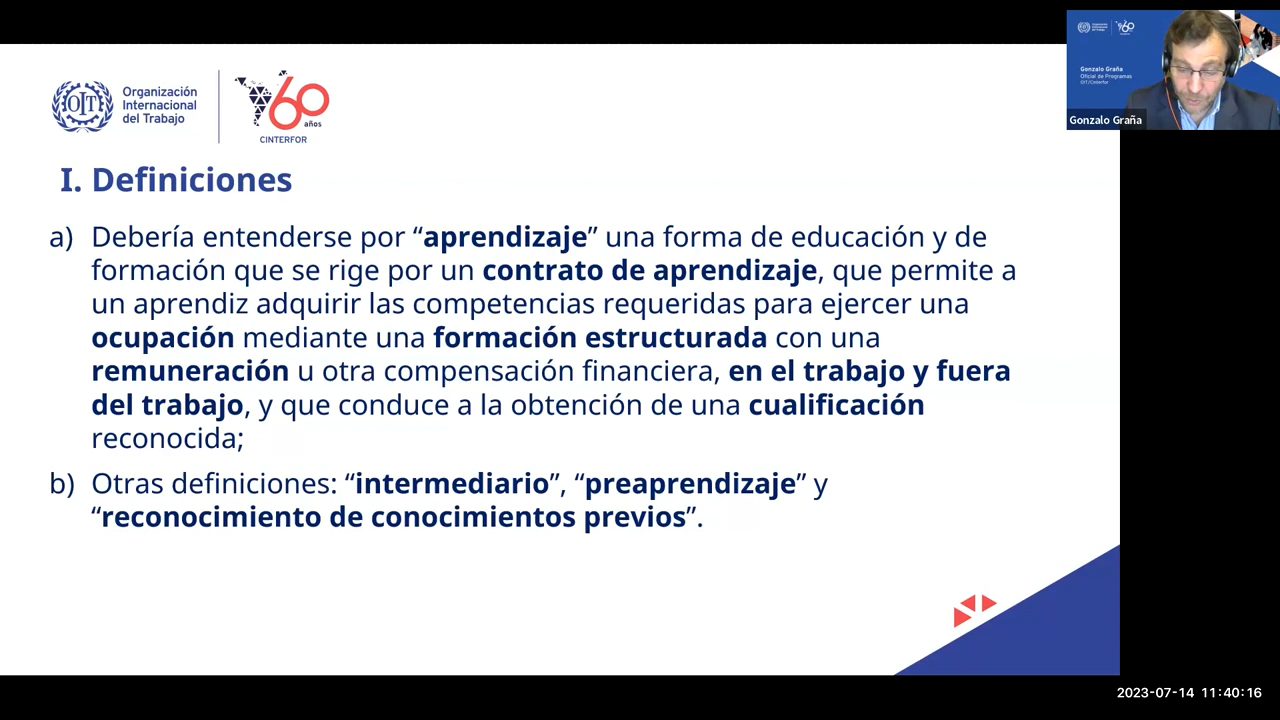 Organización
Internacional
del Trabajo
OIT
60
años
CINTERFOR
I. Definiciones
a) Debería entenderse por “aprendizaje” una forma de educación y de
formación que se rige por un contrato de aprendizaje, que permite a
un aprendiz adquirir las competencias requeridas para ejercer una
ocupación mediante una formación estructurada con una
remuneración u otra compensación financiera, en el trabajo y fuera
del trabajo, y que conduce a la obtención de una cualificación
reconocida;
b) Otras definiciones: “intermediario”, “preaprendizaje” y
“reconocimiento de conocimientos previos”.
Gonzalo Graña
Oficial de Programas
OIT/Cinterfor
Gonzalo Graña
2023-07-14 11:40:16